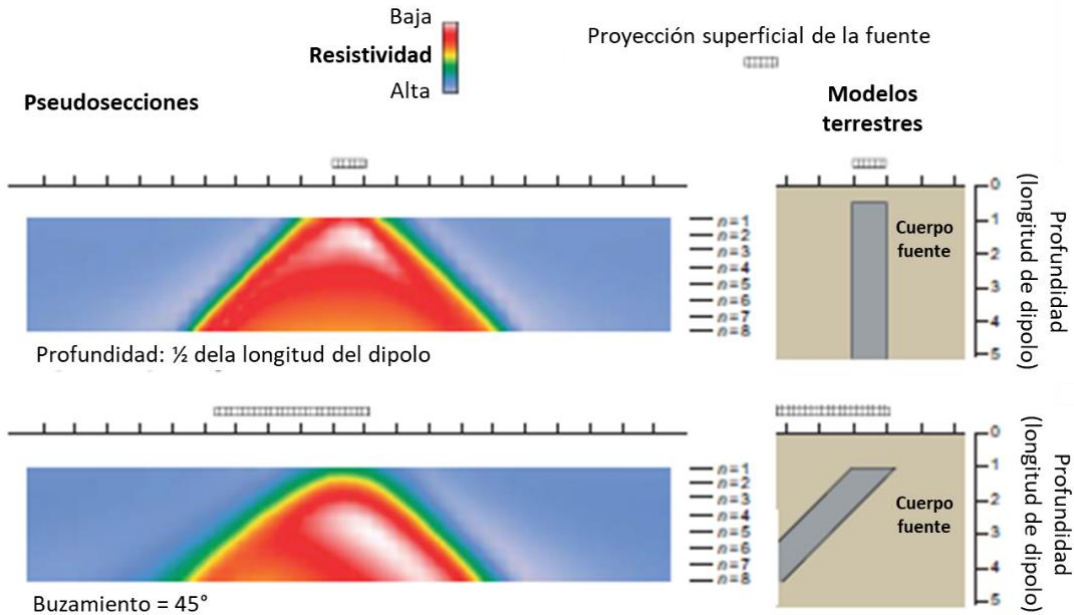 Baja
Resistividad
Alta
Proyección superficial de la fuente
Pseudosecciones
Modelos
terrestres
n=1
n=2
n=3
n=4
n=5
n=6
n=7
n=8
Cuerpo
fuente
0
1
2
3
4
5
Profundidad
(longitud de dipolo)
Profundidad: ½ dela longitud del dipolo
n=1
n=2
n=3
n=4
n=5
n=6
n=7
n=8
Cuerpo
fuente
0
1
2
3
4
5
Profundidad
(longitud de dipolo)
Buzamiento = 45°